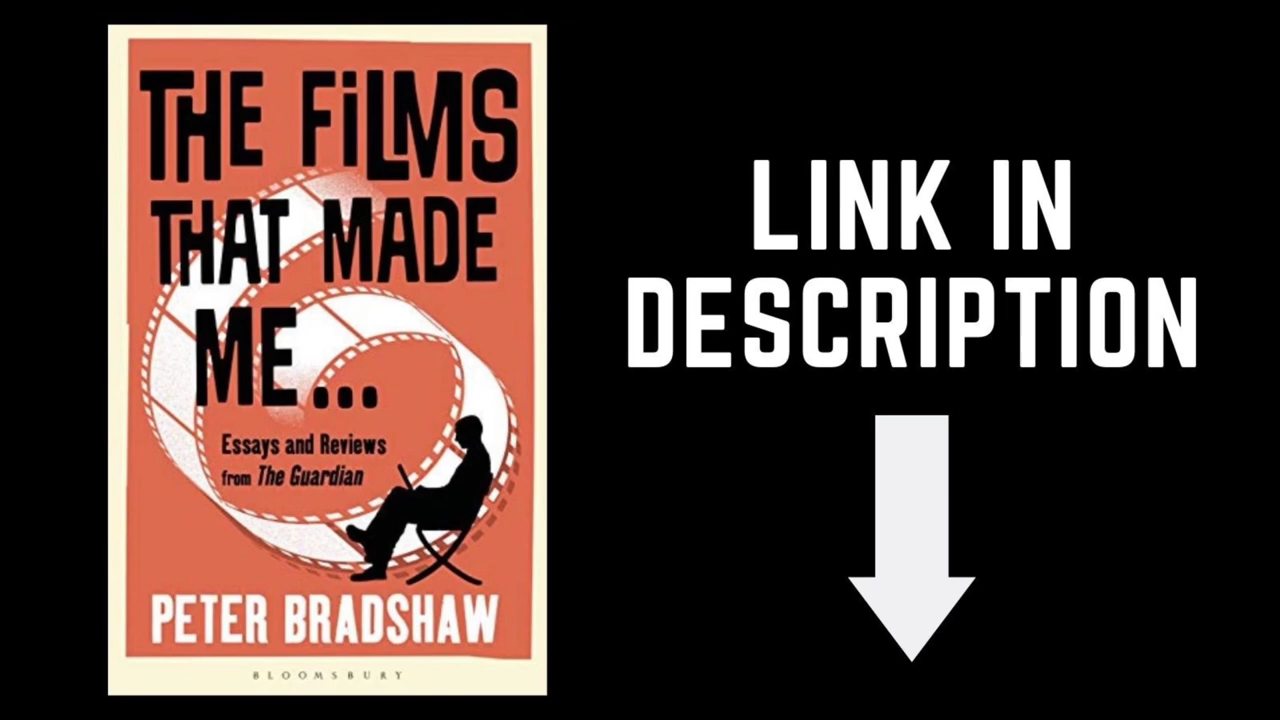 THE FiLMS
THAT MADE
ME...
Essays and Reviews
from The Guardian
PETER BRADSHAW
BLOOMSBURY
LINK IN
DESCRIPTION